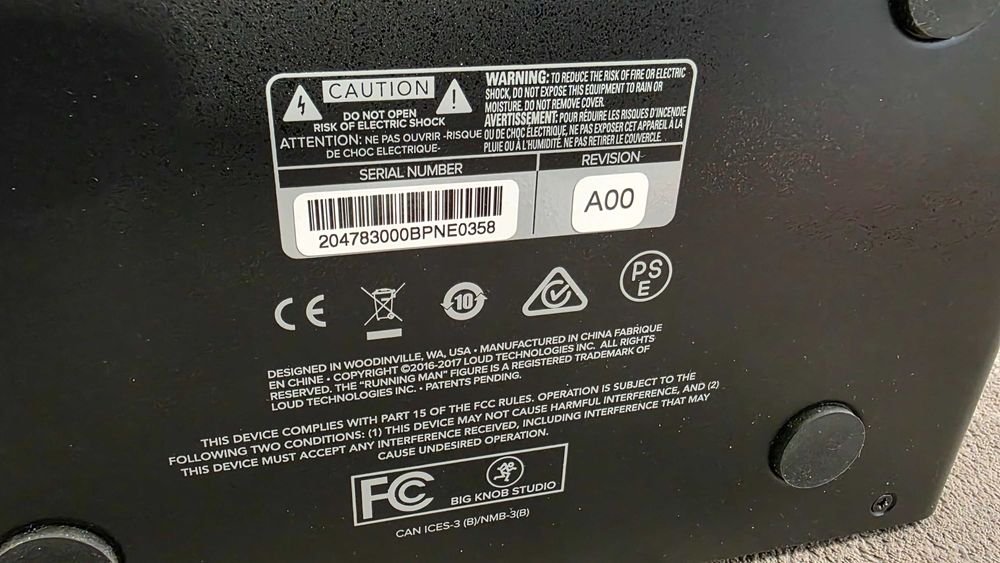 CAUTION
DO NOT OPEN
RISK OF ELECTRIC SHOCK
ATTENTION: NE PAS OUVRIR -RISQUE
DE CHOC ELECTRIQUE-
WARNING: TO REDUCE THE RISK OF FIRE OR ELECTRIC
SHOCK, DO NOT EXPOSE THIS EQUIPMENT TO RAIN OR
MOISTURE. DO NOT REMOVE COVER.
AVERTISSEMENT: POUR RÉDUIRE LES RISQUES D'INCENDIE
OU DE CHOC ÉLECTRIQUE, NE PAS EXPOSER CET APPAREIL À LA
PLUIE OU À L'HUMIDITÉ. NE PAS RETIRER LE COUVERCLE.
SERIAL NUMBER
204783000BPNE0358
REVISION
A00
CE
10
PS
E
DESIGNED IN WOODINVILLE, WA, USA • MANUFACTURED IN CHINA FABRIQUE
EN CHINE • COPYRIGHT ©2016-2017 LOUD TECHNOLOGIES INC. ALL RIGHTS
RESERVED. THE "RUNNING MAN" FIGURE IS A REGISTERED TRADEMARK OF
LOUD TECHNOLOGIES INC. • PATENTS PENDING.
THIS DEVICE COMPLIES WITH PART 15 OF THE FCC RULES. OPERATION IS SUBJECT TO THE
FOLLOWING TWO CONDITIONS: (1) THIS DEVICE MAY NOT CAUSE HARMFUL INTERFERENCE, AND (2)
THIS DEVICE MUST ACCEPT ANY INTERFERENCE RECEIVED, INCLUDING INTERFERENCE THAT MAY
CAUSE UNDESIRED OPERATION.
FC
BIG KNOB STUDIO
CAN ICES-3 (B)/NMB-3(B)